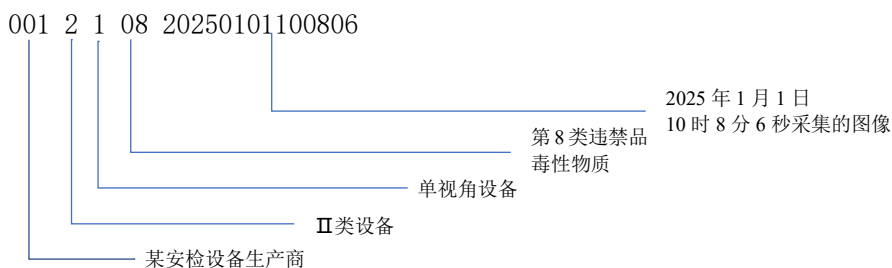 001 2 1 08 20250101100806
2025 年 1 月 1 日
10 时 8 分 6 秒采集的图像
第 8 类违禁品
毒性物质
单视角设备
Ⅱ类设备
某安检设备生产商